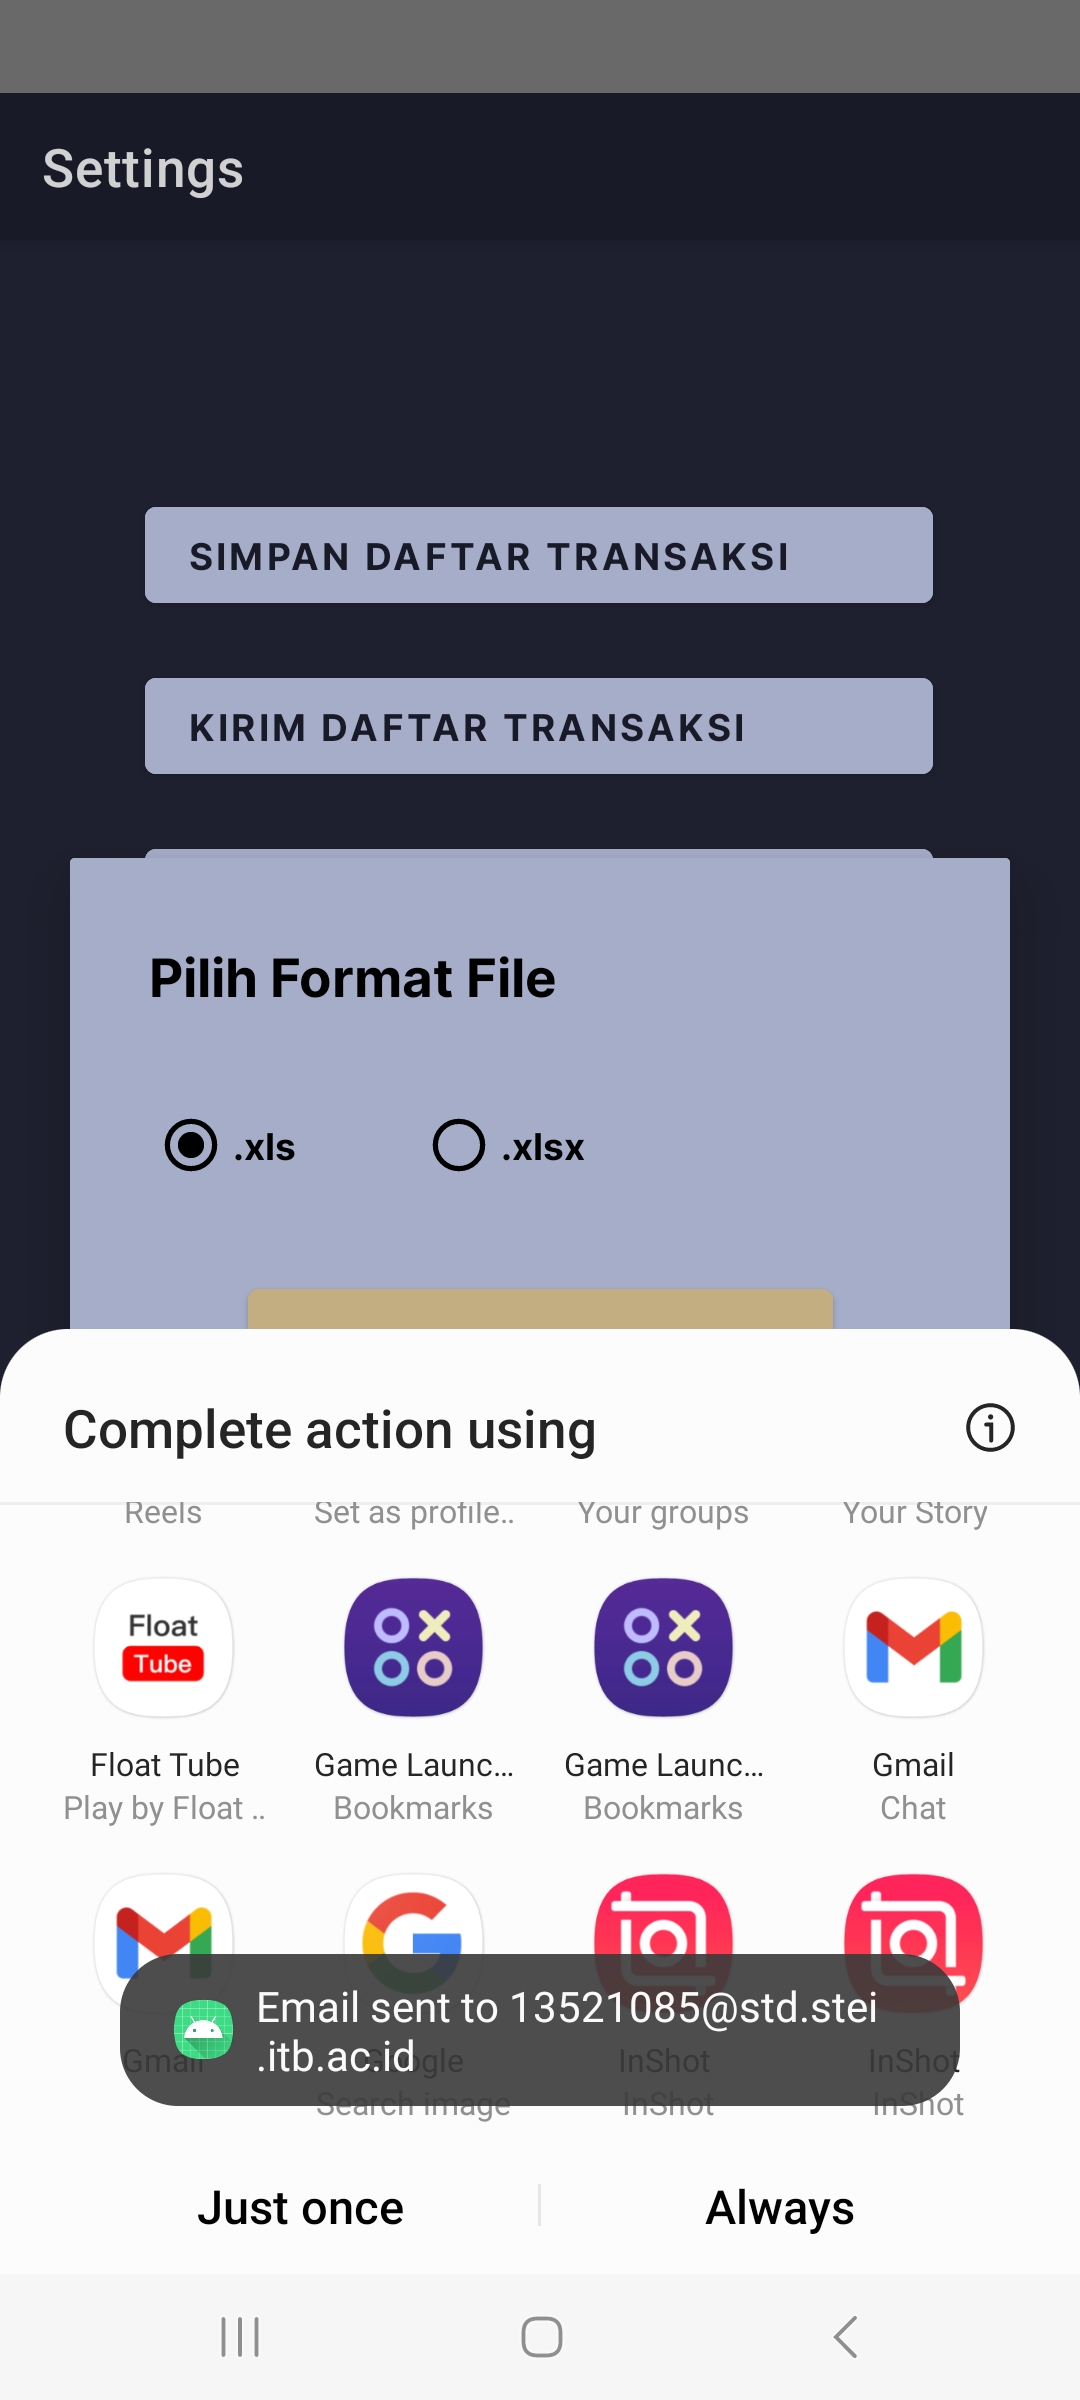 Settings
SIMPAN DAFTAR TRANSAKSI
KIRIM DAFTAR TRANSAKSI
Pilih Format File
.xls
.xlsx
Complete action using
Reels
Set as profile..
Your groups
Your Story
Float
Tube
Float Tube
Play by Float ..
Game Launc...
Bookmarks
Game Launc...
Bookmarks
Gmail
Chat
Email sent to 13521085@std.stei
.itb.ac.id
Gmail
Google
Search image
InShot
InShot
InShot
InShot
Just once
Always